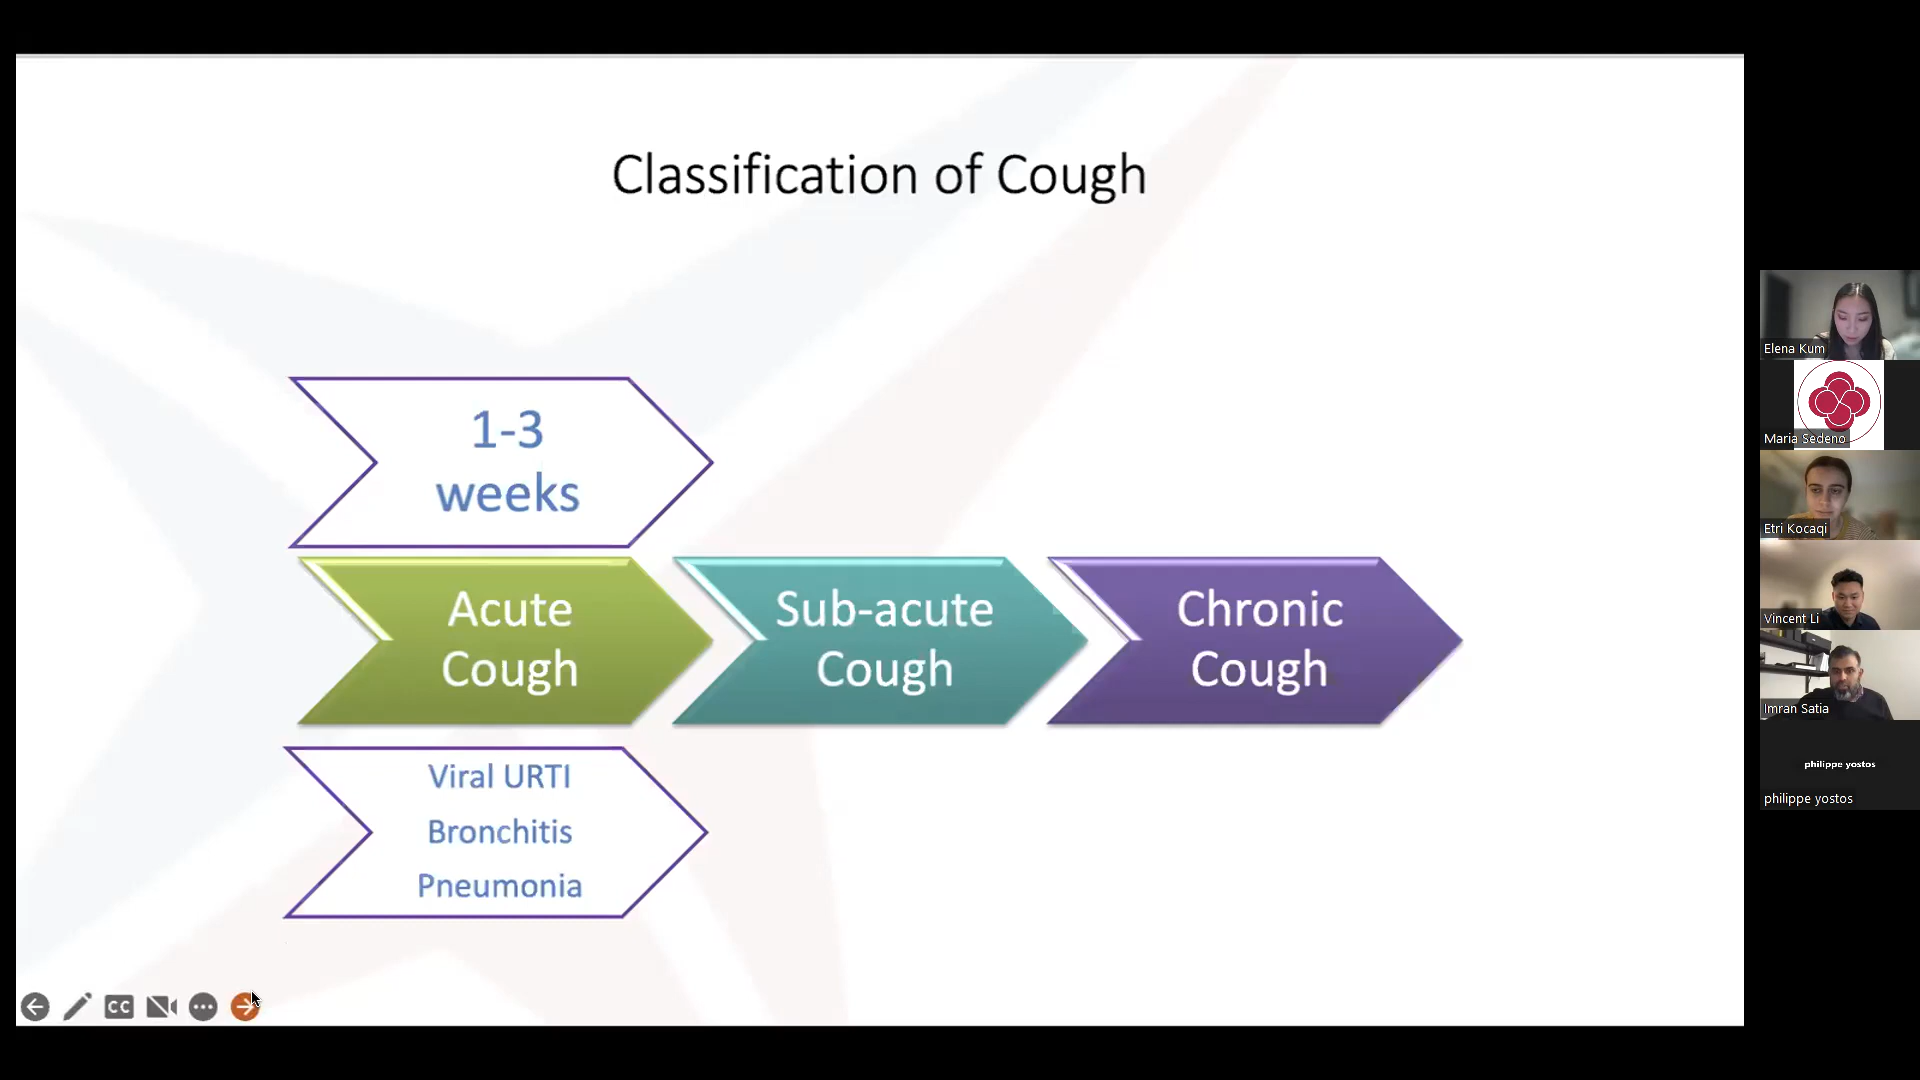 Classification of Cough
1-3
weeks
Acute
Cough
Sub-acute
Cough
Chronic
Cough
Viral URTI
Bronchitis
Pneumonia
CC
Elena Kum
Maria Sedeno
Etri Kocaqi
Vincent Li
Imran Satia
philippe yostos
philippe yostos